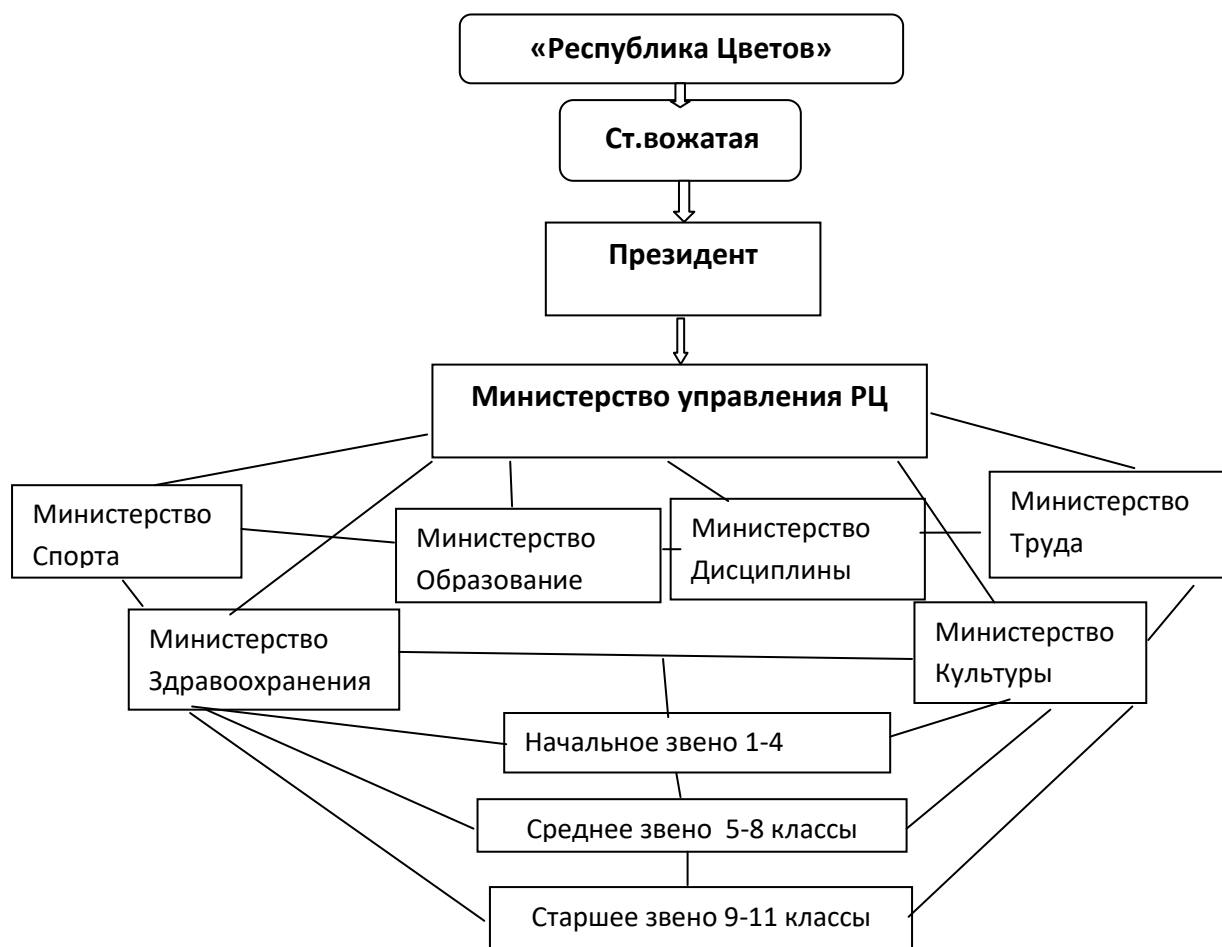 «Республика Цветов»
Ст.вожатая
Президент
Министерство управления РЦ
Министерство
Спорта
Министерство
Образование
Министерство
Дисциплины
Министерство
Труда
Министерство
Здравоохранения
Министерство
Культуры
Начальное звено 1-4
Среднее звено 5-8 классы
Старшее звено 9-11 классы